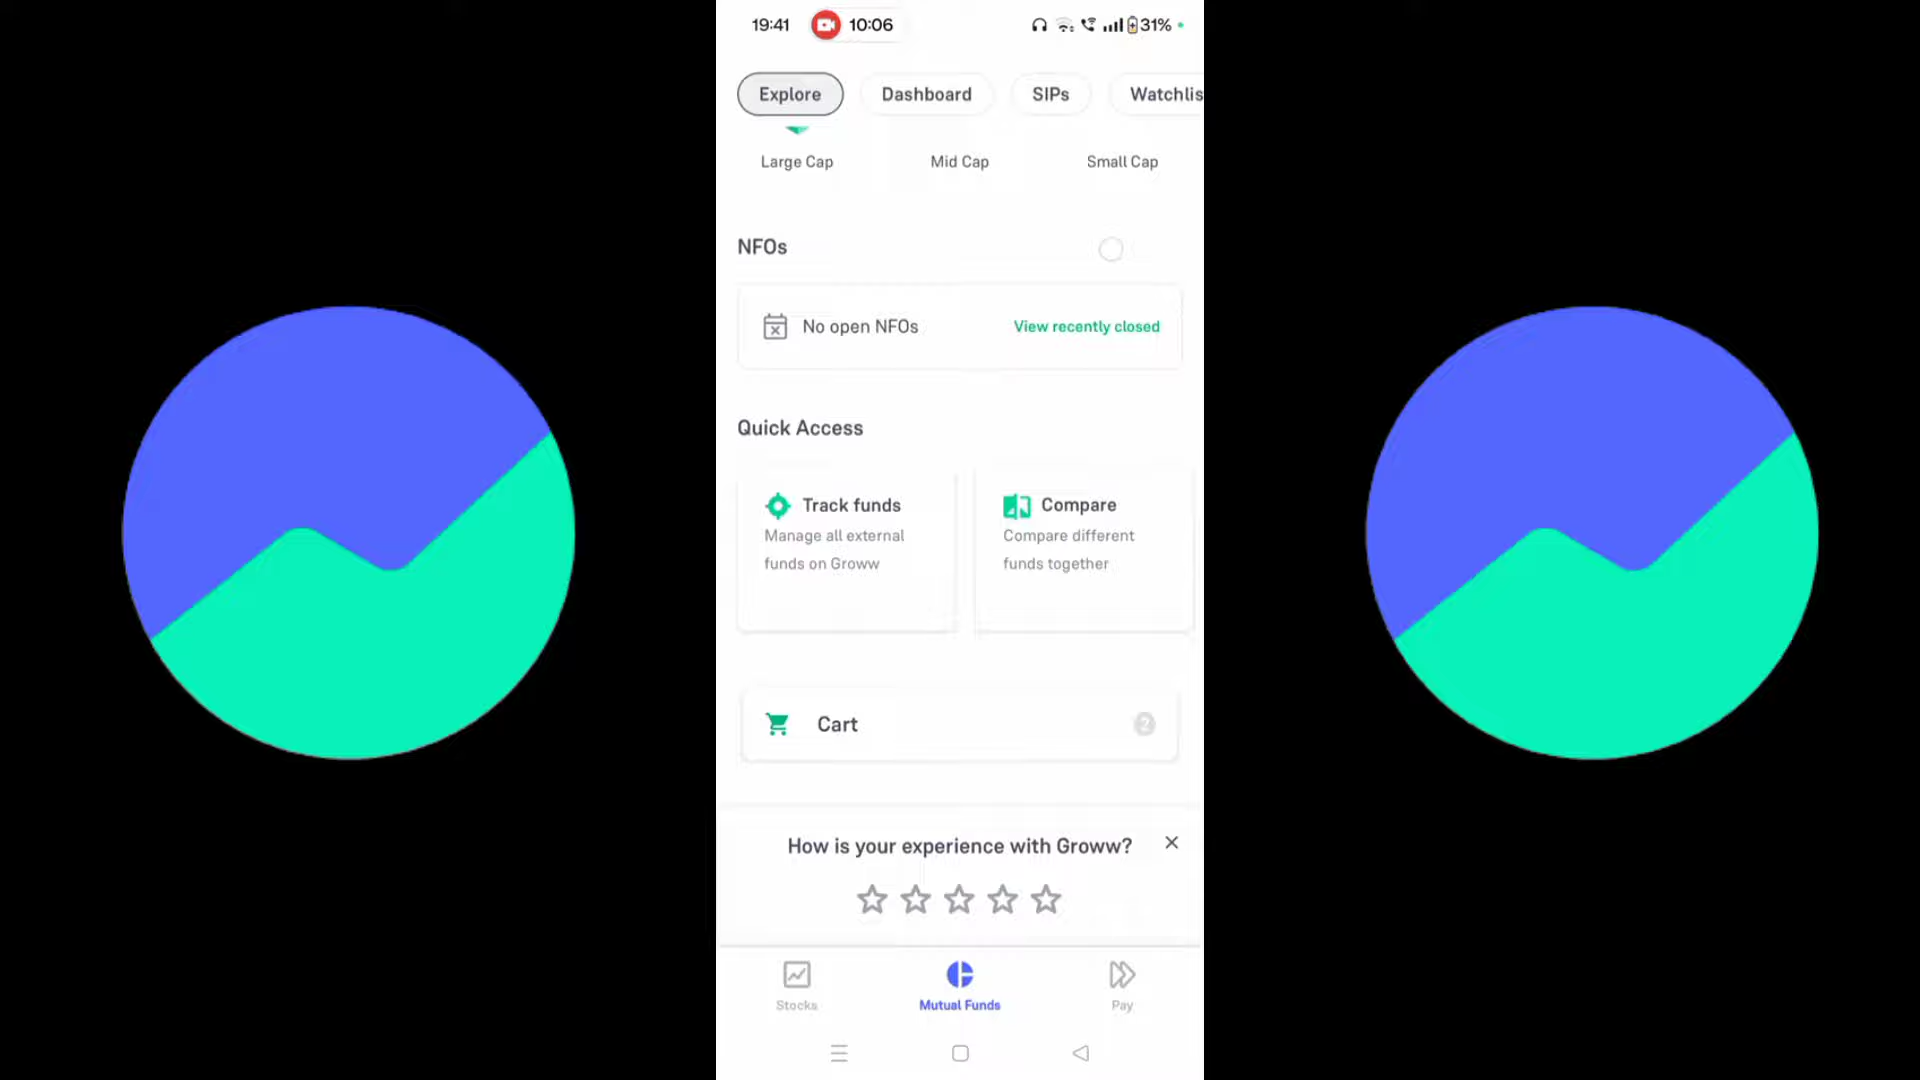 19:41 10:06 31%
Explore Dashboard SIPs Watchlis
Large Cap Mid Cap Small Cap
NFOs
No open NFOs View recently closed
Quick Access
Track funds
Manage all external
funds on Groww
Compare
Compare different
funds together
Cart 2
How is your experience with Groww?
Stocks Mutual Funds Pay